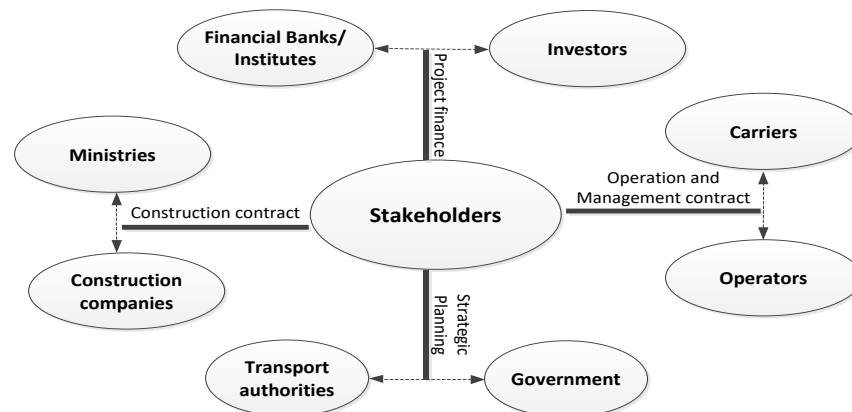 Financial Banks/
Institutes
Investors
Project finance
Ministries
Carriers
Construction contract
Stakeholders
Operation and
Management contract
Construction
companies
Operators
Strategic
Planning
Transport
authorities
Government